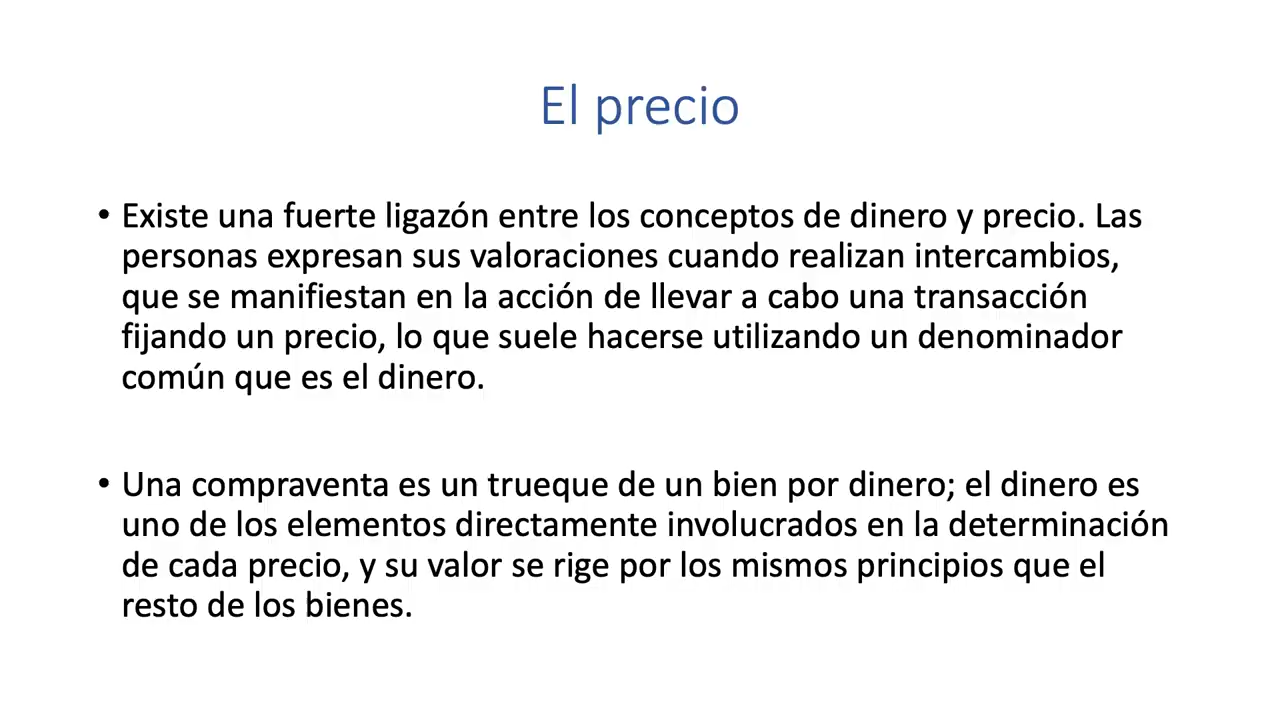 El precio
• Existe una fuerte ligazón entre los conceptos de dinero y precio. Las
personas expresan sus valoraciones cuando realizan intercambios,
que se manifiestan en la acción de llevar a cabo una transacción
fijando un precio, lo que suele hacerse utilizando un denominador
común que es el dinero.
• Una compraventa es un trueque de un bien por dinero; el dinero es
uno de los elementos directamente involucrados en la determinación
de cada precio, y su valor se rige por los mismos principios que el
resto de los bienes.